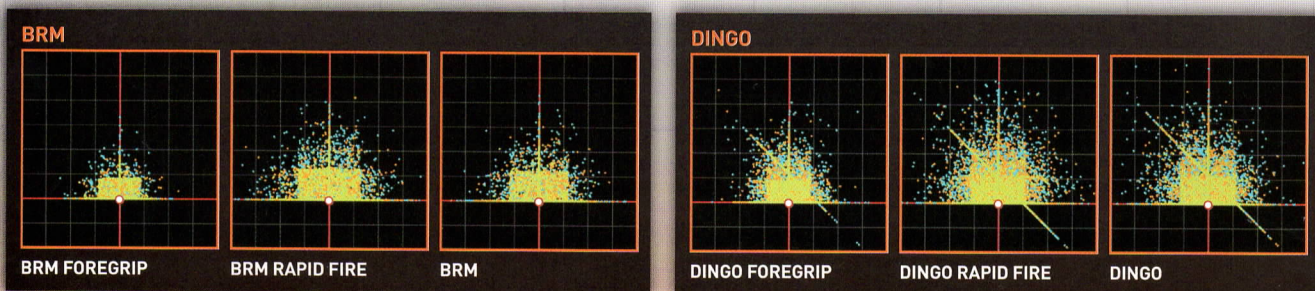 BRM
BRM FOREGRIP
BRM RAPID FIRE
BRM
DINGO
DINGO FOREGRIP
DINGO RAPID FIRE
DINGO